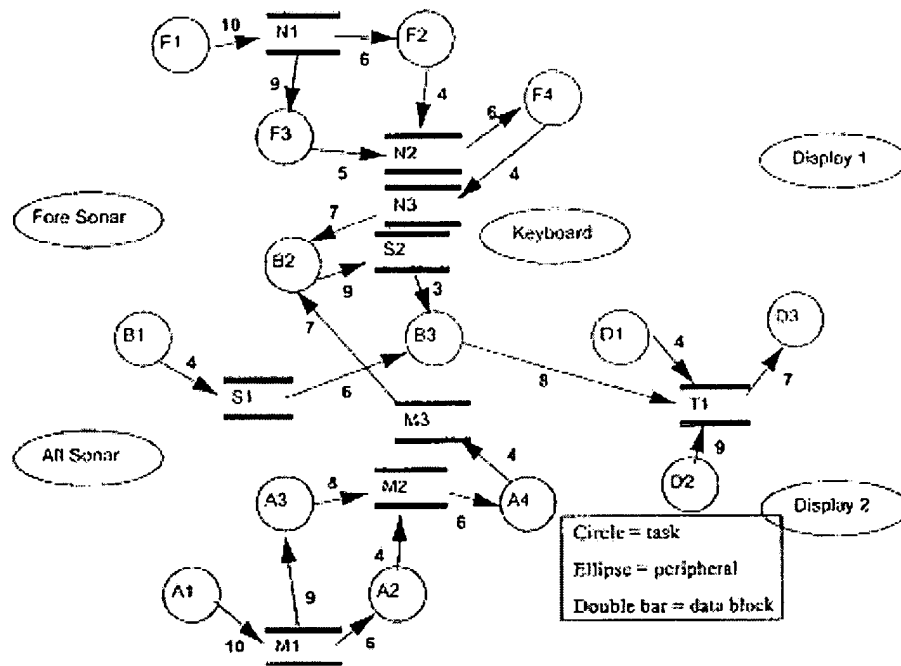 F1
10
N1
6
F2
9
4
F3
5
N2
6
F4
4
Display 1
Fore Sonar
7
N3
Keyboard
S2
B2
9
3
7
B1
4
B3
D1
4
D3
7
S1
6
8
T1
M3
9
Aft Sonar
4
D2
A3
8
M2
6
A4
Display 2
Circle = task
Ellipse = peripheral
Double bar = data block
4
A1
9
A2
10
M1
6